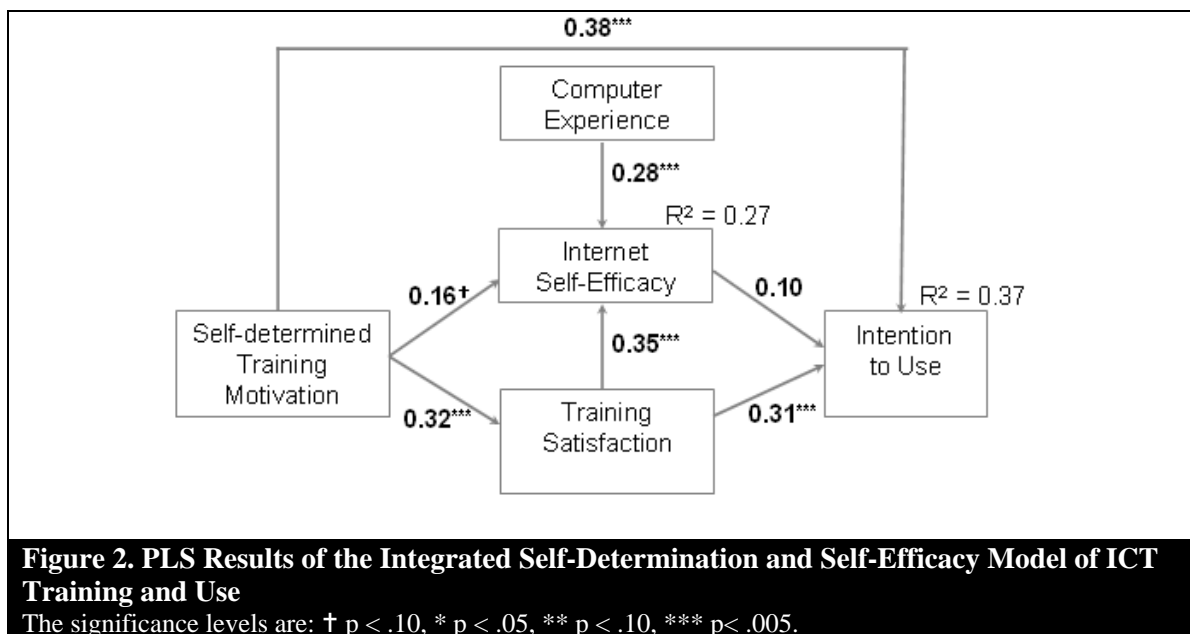 0.38***
Computer
Experience
0.28***
R² = 0.27
Internet
Self-Efficacy
0.16†
0.10
R² = 0.37
Self-determined
Training
Motivation
0.35***
Intention
to Use
0.32***
Training
Satisfaction
0.31***
Figure 2. PLS Results of the Integrated Self-Determination and Self-Efficacy Model of ICT
Training and Use
The significance levels are: † p < .10, * p < .05, ** p < .10, *** p< .005.